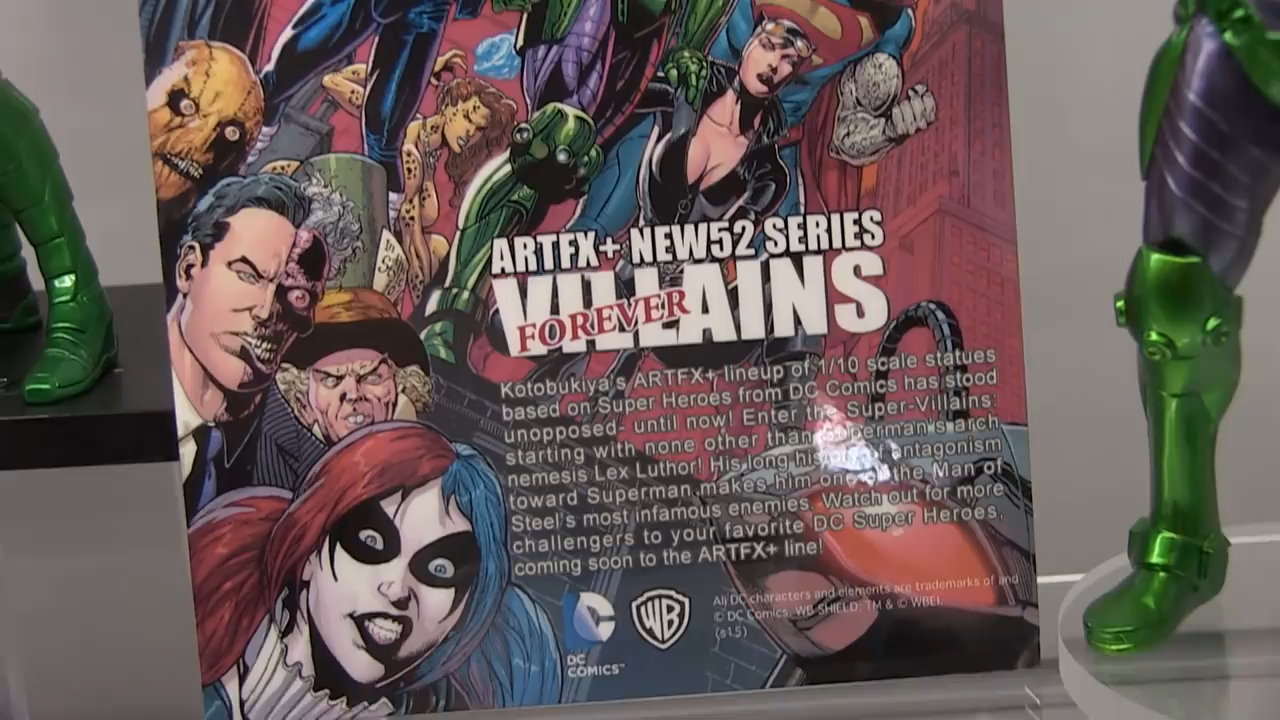 ARTFX+ NEW52 SERIES
FOREVER
VILLAINS
Kotobukiya's ARTFX+ lineup of 1/10 scale statues
based on Super Heroes from DC Comics has stood
unopposed- until now! Enter the Super-Villains:
starting with none other than Superman's arch
nemesis Lex Luthor! His long history of antagonism
toward Superman makes him one of the Man of
Steel's most infamous enemies. Watch out for more
challengers to your favorite DC Super Heroes,
coming soon to the ARTFX+ line!
DC
COMICS™
WB
All DC characters and elements are trademarks of and
© DC Comics. WB SHIELD: TM & © WBEI.
(s15)